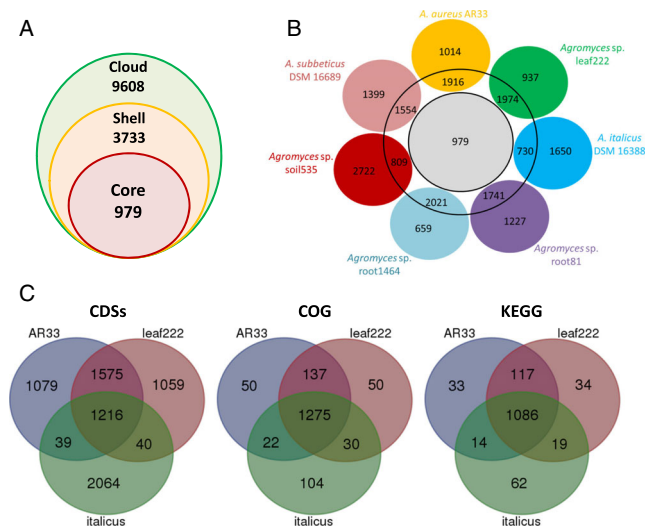 A
Cloud
9608
Shell
3733
Core
979
B
A. aureus AR33
1014
1916
Agromyces sp.
leaf222
937
1974
A. subbeticus
DSM 16689
1399
1554
979
730
1650
A. italicus
DSM 16388
Agromyces sp.
soil535
2722
809
2021
659
Agromyces sp.
root1464
1741
1227
Agromyces sp.
root81
C
CDSs
AR33
leaf222
1575
1079
1059
1216
39
40
2064
italicus
COG
AR33
leaf222
137
50
50
1275
22
30
104
italicus
KEGG
AR33
leaf222
117
33
34
1086
14
19
62
italicus